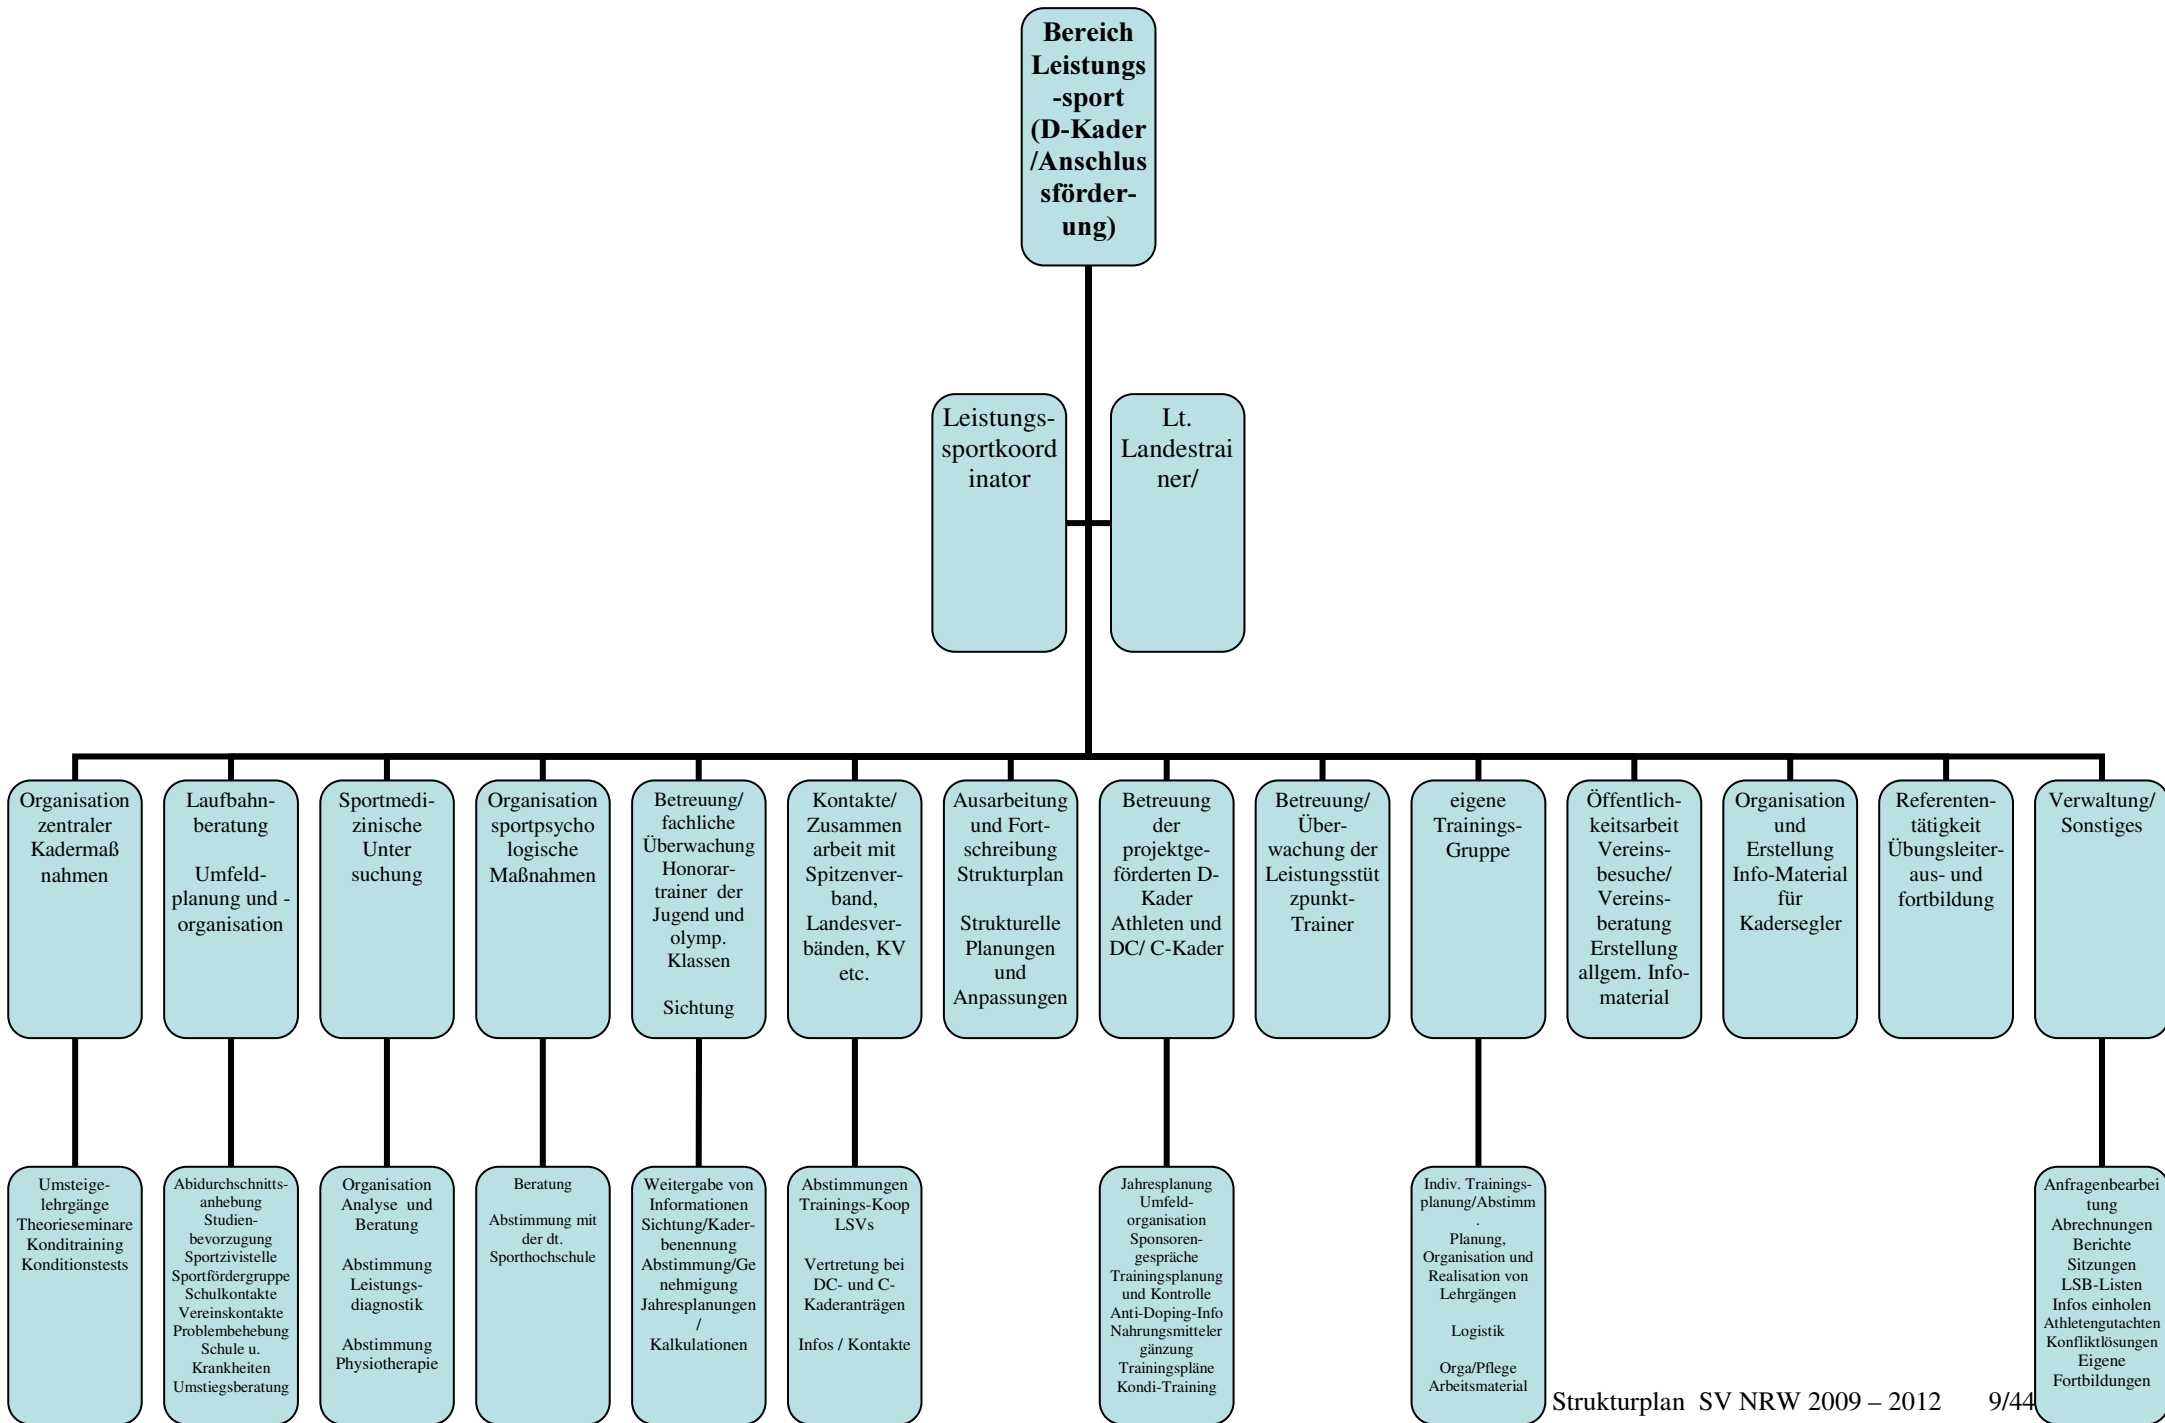 Bereich
Leistungs
-sport
(D-Kader
/Anschlus
sförder-
ung)
Leistungs-
sportkoord
inator
Lt.
Landestrai
ner/
Organisation
zentraler
Kadermaß
nahmen
Laufbahn-
beratung
Umfeld-
planung und -
organisation
Sportmedi-
zinische
Unter
suchung
Organisation
sportpsycho
logische
Maßnahmen
Betreuung/
fachliche
Überwachung
Honorar-
trainer der
Jugend und
olymp.
Klassen
Sichtung
Kontakte/
Zusammen
arbeit mit
Spitzenver-
band,
Landesver-
bänden, KV
etc.
Ausarbeitung
und Fort-
schreibung
Strukturplan
Strukturelle
Planungen
und
Anpassungen
Betreuung
der
projektge-
förderten D-
Kader
Athleten und
DC/ C-Kader
Betreuung/
Über-
wachung der
Leistungsstüt
zpunkt-
Trainer
eigene
Trainings-
Gruppe
Öffentlich-
keitsarbeit
Vereins-
besuche/
Vereins-
beratung
Erstellung
allgem. Info-
material
Organisation
und
Erstellung
Info-Material
für
Kadersegler
Referenten-
tätigkeit
Übungsleiter-
aus- und
fortbildung
Verwaltung/
Sonstiges
Umsteige-
lehrgänge
Theorieseminare
Konditraining
Konditionstests
Abidurchschnitts-
anhebung
Studien-
bevorzugung
Sportzivistelle
Sportfördergruppe
Schulkontakte
Vereinskontakte
Problembehebung
Schule u.
Krankheiten
Umstiegsberatung
Organisation
Analyse und
Beratung
Abstimmung
Leistungs-
diagnostik
Abstimmung
Physiotherapie
Beratung
Abstimmung mit
der dt.
Sporthochschule
Weitergabe von
Informationen
Sichtung/Kader-
benennung
Abstimmung/Ge
nehmigung
Jahresplanungen
/
Kalkulationen
Abstimmungen
Trainings-Koop
LSVs
Vertretung bei
DC- und C-
Kaderanträgen
Infos / Kontakte
Jahresplanung
Umfeld-
organisation
Sponsoren-
gespräche
Trainingsplanung
und Kontrolle
Anti-Doping-Info
Nahrungsmitteler
gänzung
Trainingspläne
Kondi-Training
Indiv. Trainings-
planung/Abstimm
.
Planung,
Organisation und
Realisation von
Lehrgängen
Logistik
Orga/Pflege
Arbeitsmaterial
Anfragenbearbei
tung
Abrechnungen
Berichte
Sitzungen
LSB-Listen
Infos einholen
Athletengutachten
Konfliktlösungen
Eigene
Fortbildungen
Strukturplan SV NRW 2009 – 2012 9/44